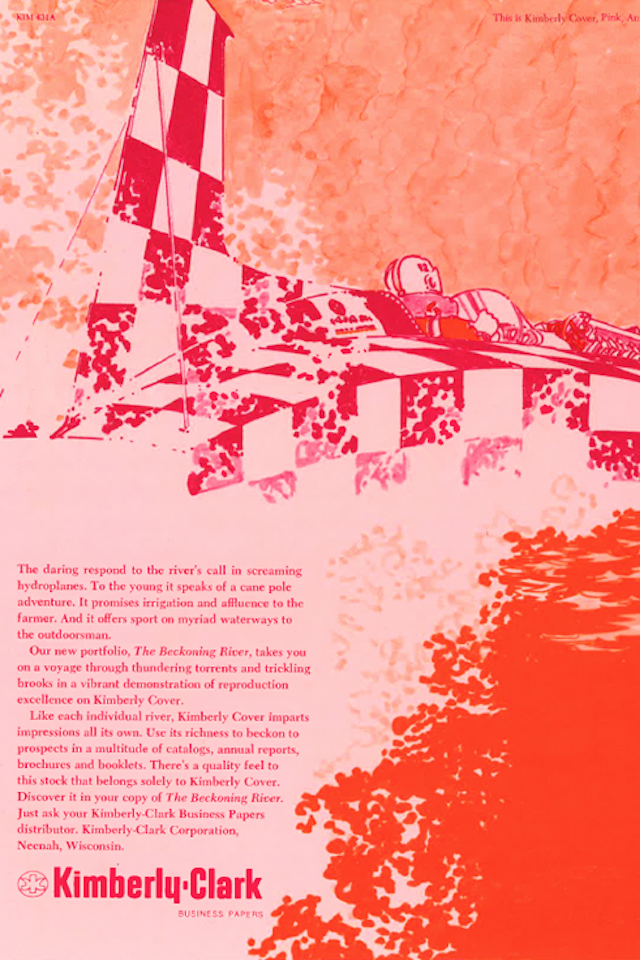 KIM 431A
This is Kimberly Cover, Pink,
The daring respond to the river's call in screaming
hydroplanes. To the young it speaks of a cane pole
adventure. It promises irrigation and affluence to the
farmer. And it offers sport on myriad waterways to
the outdoorsman.
Our new portfolio, The Beckoning River, takes you
on a voyage through thundering torrents and trickling
brooks in a vibrant demonstration of reproduction
excellence on Kimberly Cover.
Like each individual river, Kimberly Cover imparts
impressions all its own. Use its richness to beckon to
prospects in a multitude of catalogs, annual reports,
brochures and booklets. There's a quality feel to
this stock that belongs solely to Kimberly Cover.
Discover it in your copy of The Beckoning River.
Just ask your Kimberly-Clark Business Papers
distributor. Kimberly-Clark Corporation,
Neenah, Wisconsin.
Kimberly-Clark
BUSINESS PAPERS